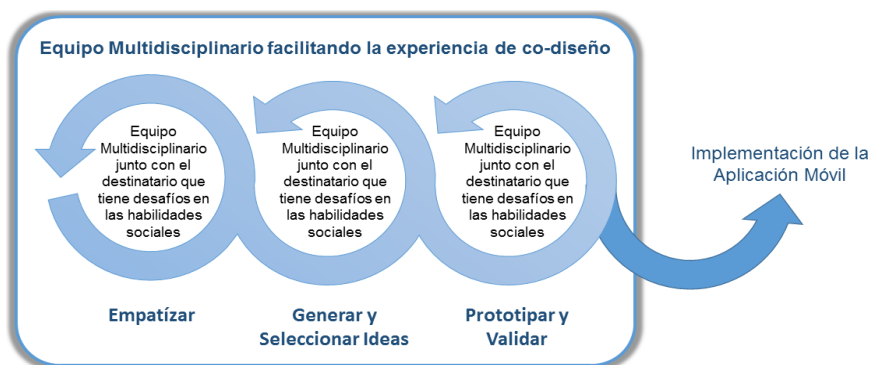 Equipo Multidisciplinario facilitando la experiencia de co-diseño
Equipo
Multidisciplinario
junto con el
destinatario que
tiene desafíos en
las habilidades
sociales
Equipo
Multidisciplinario
junto con el
destinatario que
tiene desafíos en
las habilidades
sociales
Equipo
Multidisciplinario
junto con el
destinatario que
tiene desafíos en
las habilidades
sociales
Implementación de la
Aplicación Móvil
Empatízar
Generar y
Seleccionar Ideas
Prototipar y
Validar